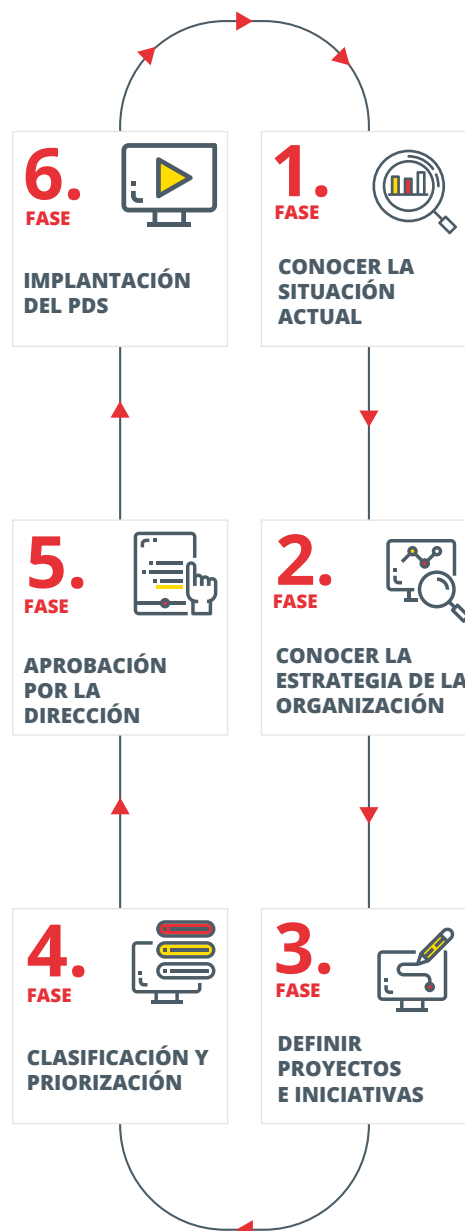 1.
FASE
CONOCER LA
SITUACIÓN
ACTUAL
2.
FASE
CONOCER LA
ESTRATEGIA DE LA
ORGANIZACIÓN
3.
FASE
DEFINIR
PROYECTOS
E INICIATIVAS
4.
FASE
CLASIFICACIÓN Y
PRIORIZACIÓN
5.
FASE
APROBACIÓN
POR LA
DIRECCIÓN
6.
FASE
IMPLANTACIÓN
DEL PDS